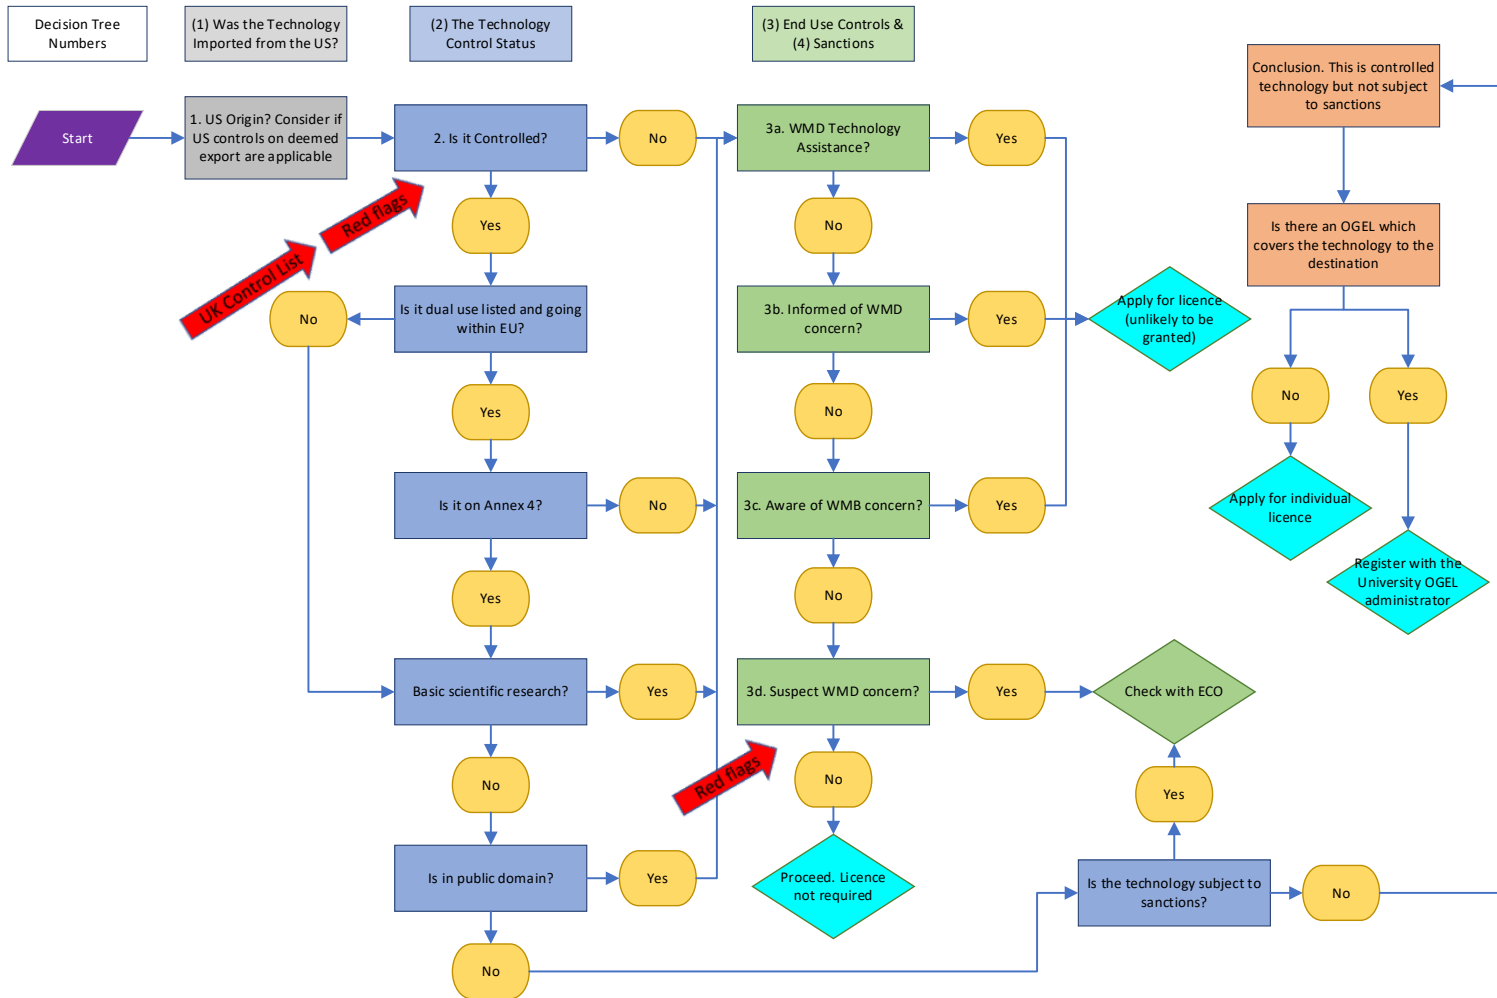 Decision Tree
Numbers
(1) Was the Technology
Imported from the US?
(2) The Technology
Control Status
(3) End Use Controls &
(4) Sanctions
Start
1. US Origin? Consider if
US controls on deemed
export are applicable
2. Is it Controlled?
No
3a. WMD Technology
Assistance?
Yes
Conclusion. This is controlled
technology but not subject
to sanctions
UK Control List
Red flags
Yes
No
Is there an OGEL which
covers the technology to the
destination
No
Is it dual use listed and going
within EU?
3b. Informed of WMD
concern?
Yes
Apply for licence
(unlikely to be
granted)
Yes
No
No
Yes
Is it on Annex 4?
No
3c. Aware of WMB concern?
Yes
Apply for individual
licence
Register with the
University OGEL
administrator
Yes
No
Basic scientific research?
Yes
3d. Suspect WMD concern?
Yes
Check with ECO
Red flags
No
No
Yes
Is in public domain?
Yes
Proceed. Licence
not required
Is the technology subject to
sanctions?
No
No